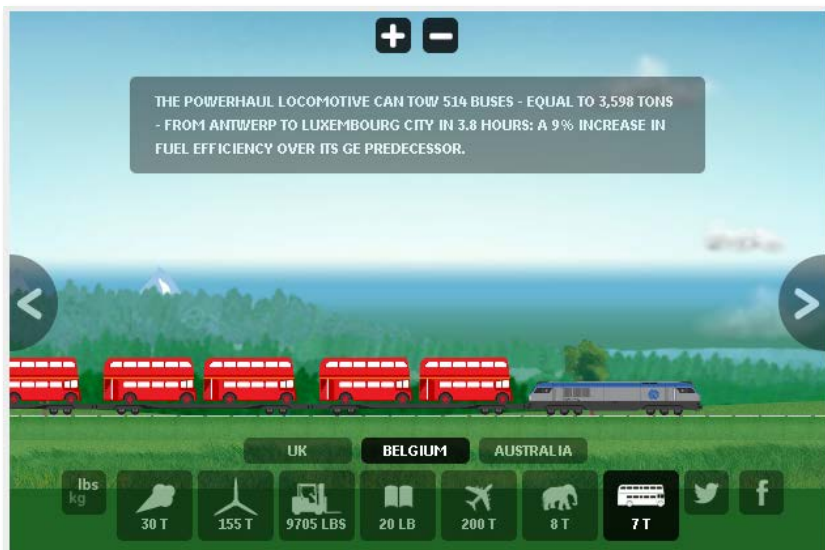 THE POWERHAUL LOCOMOTIVE CAN TOW 514 BUSES - EQUAL TO 3,598 TONS
- FROM ANTWERP TO LUXEMBOURG CITY IN 3.8 HOURS: A 9% INCREASE IN
FUEL EFFICIENCY OVER ITS GE PREDECESSOR.
UK BELGIUM AUSTRALIA
lbs
kg
30 T 155 T 9705 LBS 20 LB 200 T 8 T 7 T